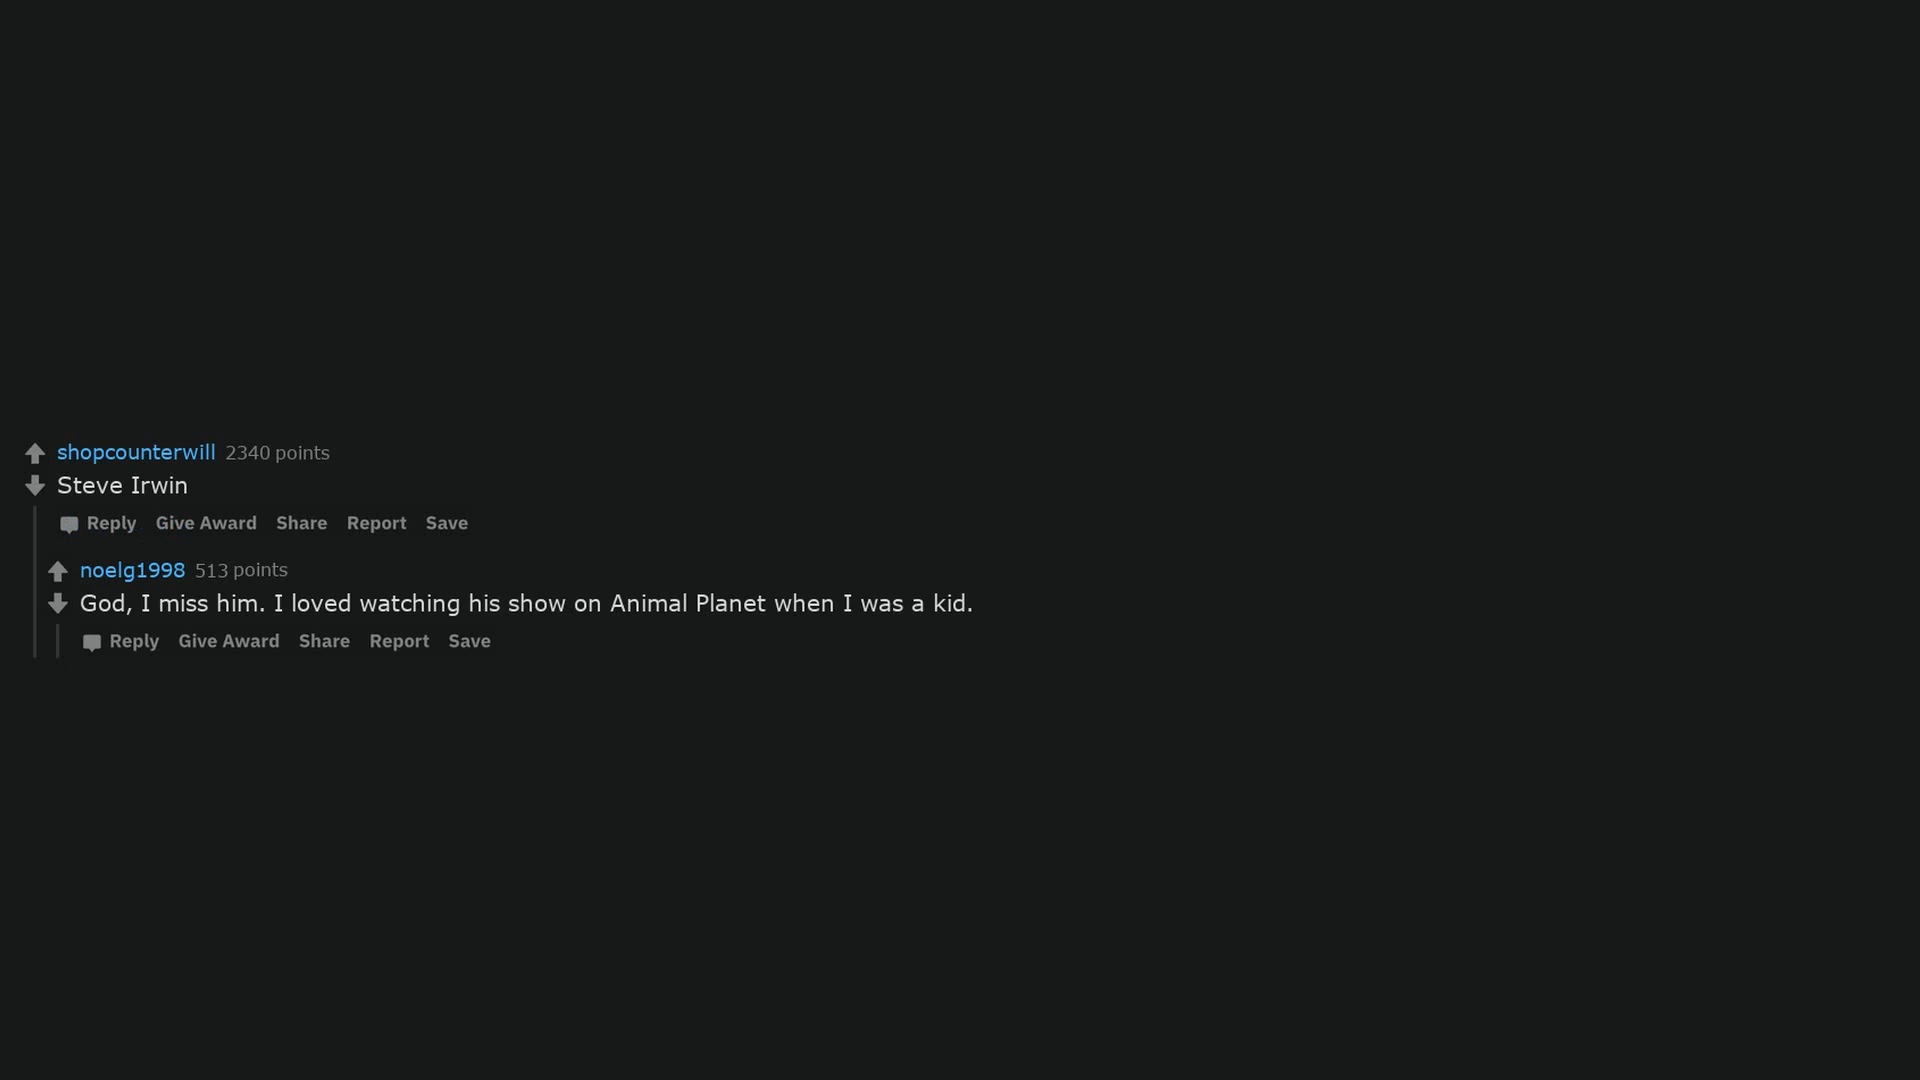 shopcounterwill 2340 points
Steve Irwin
Reply Give Award Share Report Save
noelg1998 513 points
God, I miss him. I loved watching his show on Animal Planet when I was a kid.
Reply Give Award Share Report Save